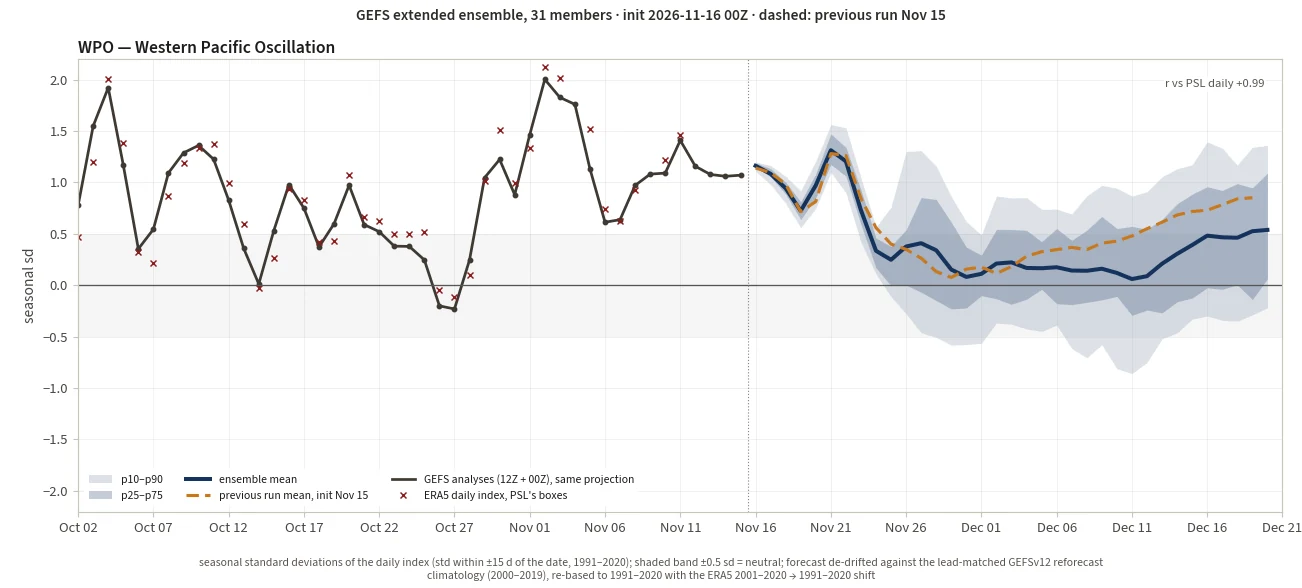 GEFS extended ensemble, 31 members · init 2026-11-16 00Z · dashed: previous run Nov 15
WPO — Western Pacific Oscillation
r vs PSL daily +0.99
seasonal sd
2.0
1.5
1.0
0.5
0.0
−0.5
−1.0
−1.5
−2.0
p10–p90
p25–p75
ensemble mean
previous run mean, init Nov 15
GEFS analyses (12Z + 00Z), same projection
ERA5 daily index, PSL's boxes
Oct 02 Oct 07 Oct 12 Oct 17 Oct 22 Oct 27 Nov 01 Nov 06 Nov 11 Nov 16 Nov 21 Nov 26 Dec 01 Dec 06 Dec 11 Dec 16 Dec 21
seasonal standard deviations of the daily index (std within ±15 d of the date, 1991–2020); shaded band ±0.5 sd = neutral; forecast de-drifted against the lead-matched GEFSv12 reforecast
climatology (2000–2019), re-based to 1991–2020 with the ERA5 2001–2020 → 1991–2020 shift